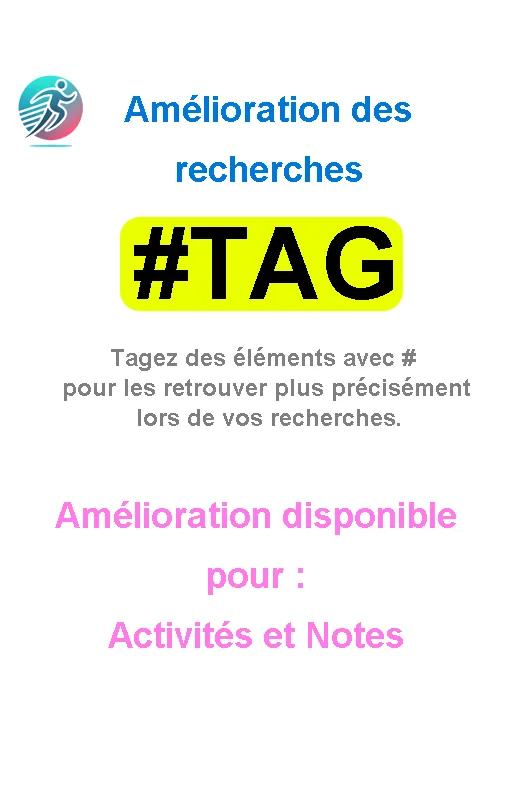 Amélioration des
recherches
#TAG
Tagez des éléments avec #
pour les retrouver plus précisément
lors de vos recherches.
Amélioration disponible
pour :
Activités et Notes